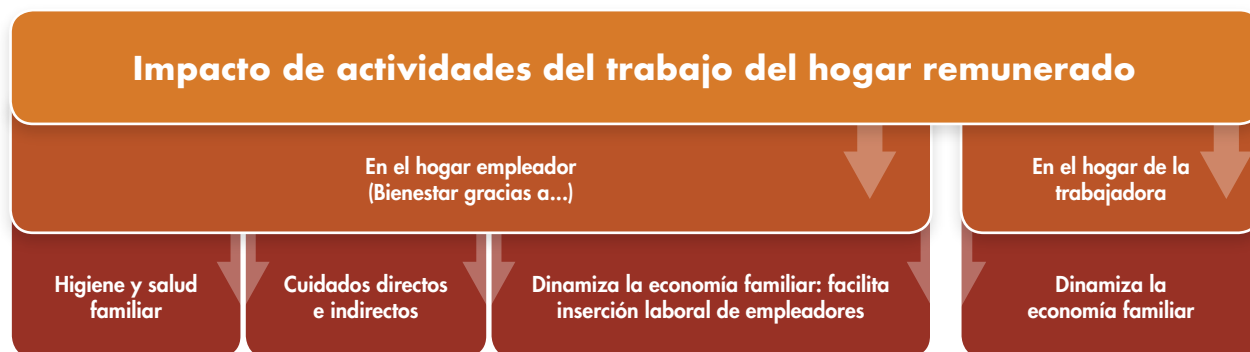 Impacto de actividades del trabajo del hogar remunerado
En el hogar empleador
(Bienestar gracias a...)
En el hogar de la
trabajadora
Higiene y salud
familiar
Cuidados directos
e indirectos
Dinamiza la economía familiar: facilita
inserción laboral de empleadores
Dinamiza la
economía familiar